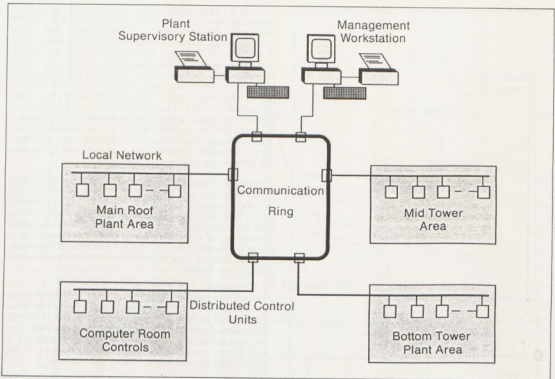 Plant
Supervisory Station
Management
Workstation
Local Network
Main Roof
Plant Area
Communication
Ring
Mid Tower
Area
Computer Room
Controls
Distributed Control
Units
Bottom Tower
Plant Area